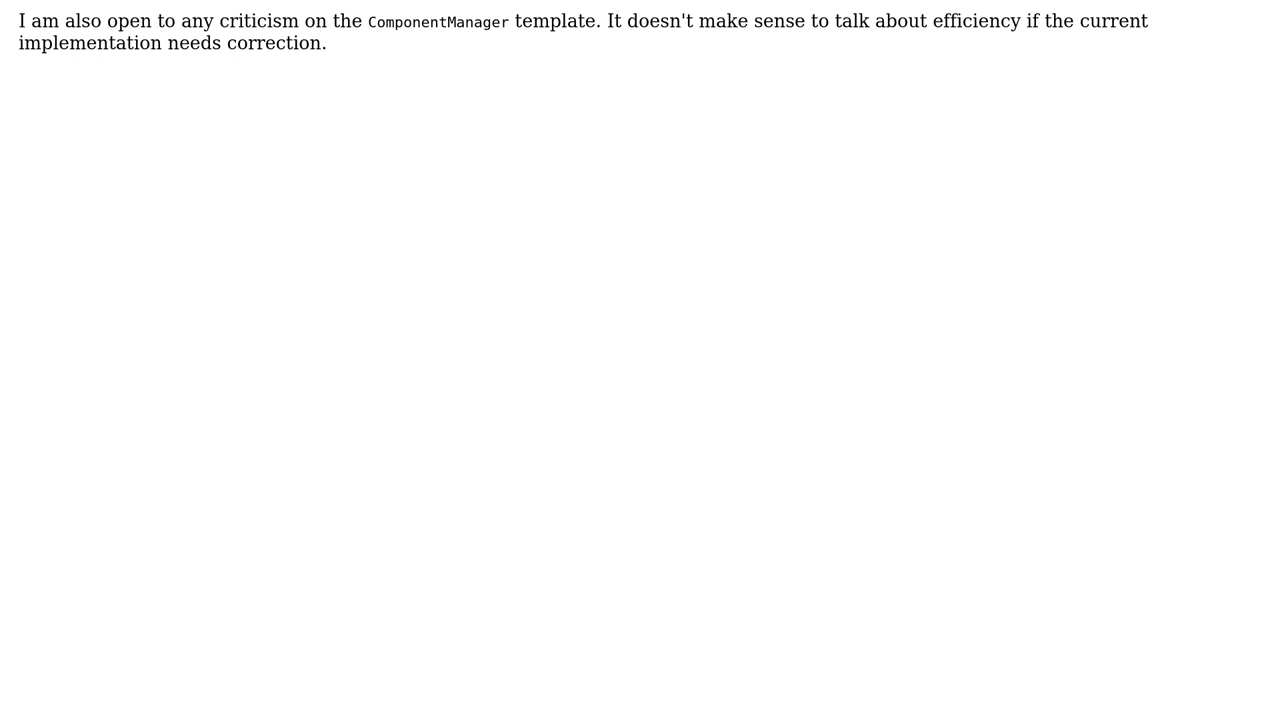 I am also open to any criticism on the ComponentManager template. It doesn't make sense to talk about efficiency if the current
implementation needs correction.